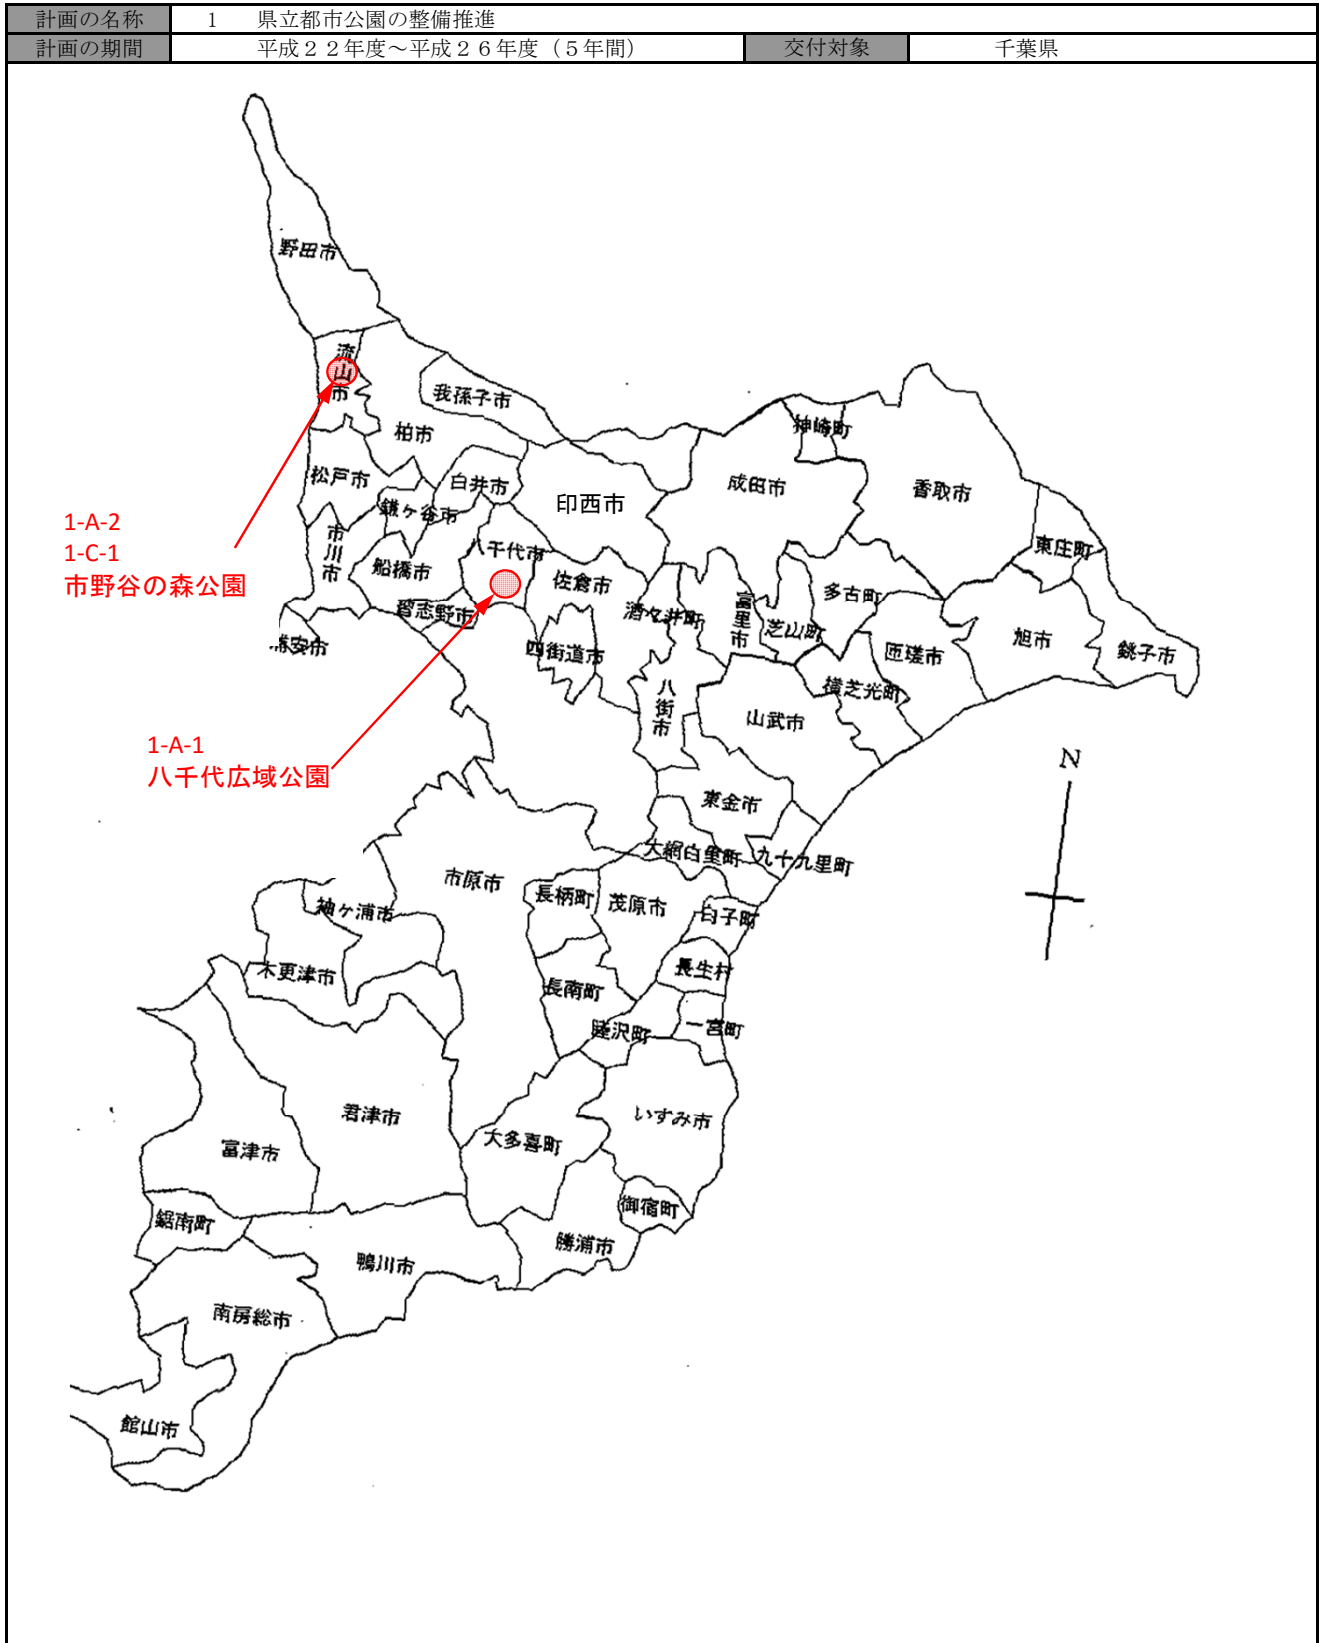 計画の名称 1 県立都市公園の整備推進
計画の期間 平成２２年度～平成２６年度（５年間） 交付対象 千葉県
野田市
流山市
我孫子市
柏市
神崎町
松戸市
白井市
印西市
成田市
香取市
鎌ヶ谷市
市川市
八千代市
東庄町
船橋市
佐倉市
多古町
1-A-2
1-C-1
市野谷の森公園
習志野市
酒々井町
富里市
芝山町
浦安市
四街道市
匝瑳市
旭市
銚子市
八街市
横芝光町
山武市
1-A-1
八千代広域公園
N
東金市
大網白里町
九十九里町
市原市
長柄町
茂原市
白子町
袖ヶ浦市
木更津市
長生村
長南町
睦沢町
一宮町
君津市
いすみ市
富津市
大多喜町
御宿町
鋸南町
勝浦市
鴨川市
南房総市
館山市